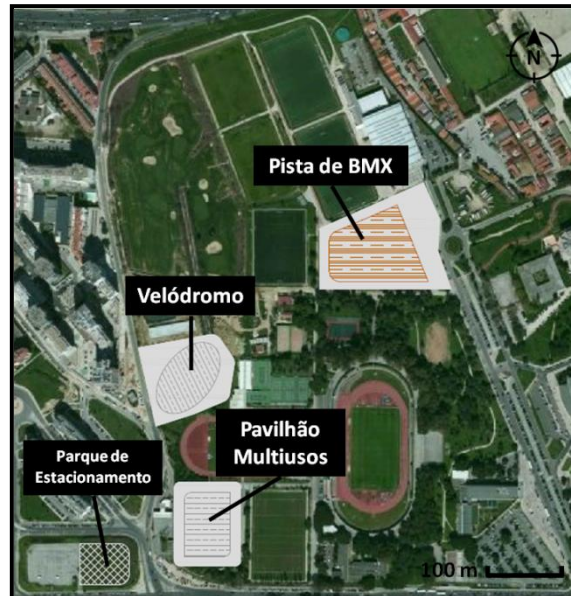 N
Pista de BMX
Velódromo
Pavilhão
Multiusos
Parque de
Estacionamento
100 m